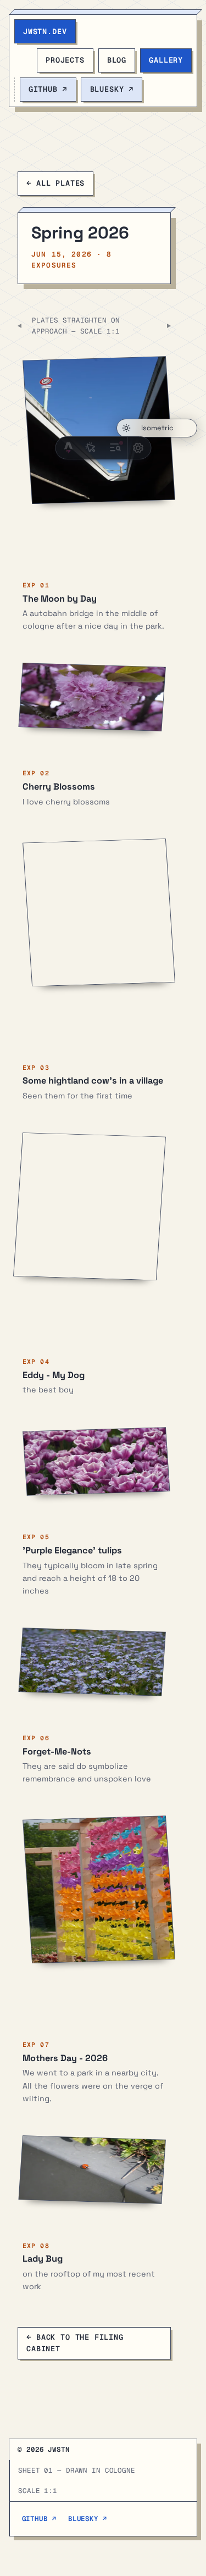 JWSTN.DEV
PROJECTS
BLOG
GALLERY
GITHUB ↗
BLUESKY ↗
← ALL PLATES
Spring 2026
JUN 15, 2026 · 8
EXPOSURES
PLATES STRAIGHTEN ON
APPROACH — SCALE 1:1
Isometric
EXP 01
The Moon by Day
A autobahn bridge in the middle of
cologne after a nice day in the park.
EXP 02
Cherry Blossoms
I love cherry blossoms
EXP 03
Some hightland cow's in a village
Seen them for the first time
EXP 04
Eddy - My Dog
the best boy
EXP 05
'Purple Elegance' tulips
They typically bloom in late spring
and reach a height of 18 to 20
inches
EXP 06
Forget-Me-Nots
They are said do symbolize
remembrance and unspoken love
EXP 07
Mothers Day - 2026
We went to a park in a nearby city.
All the flowers were on the verge of
wilting.
EXP 08
Lady Bug
on the rooftop of my most recent
work
← BACK TO THE FILING
CABINET
© 2026 JWSTN
SHEET 01 — DRAWN IN COLOGNE
SCALE 1:1
GITHUB ↗
BLUESKY ↗